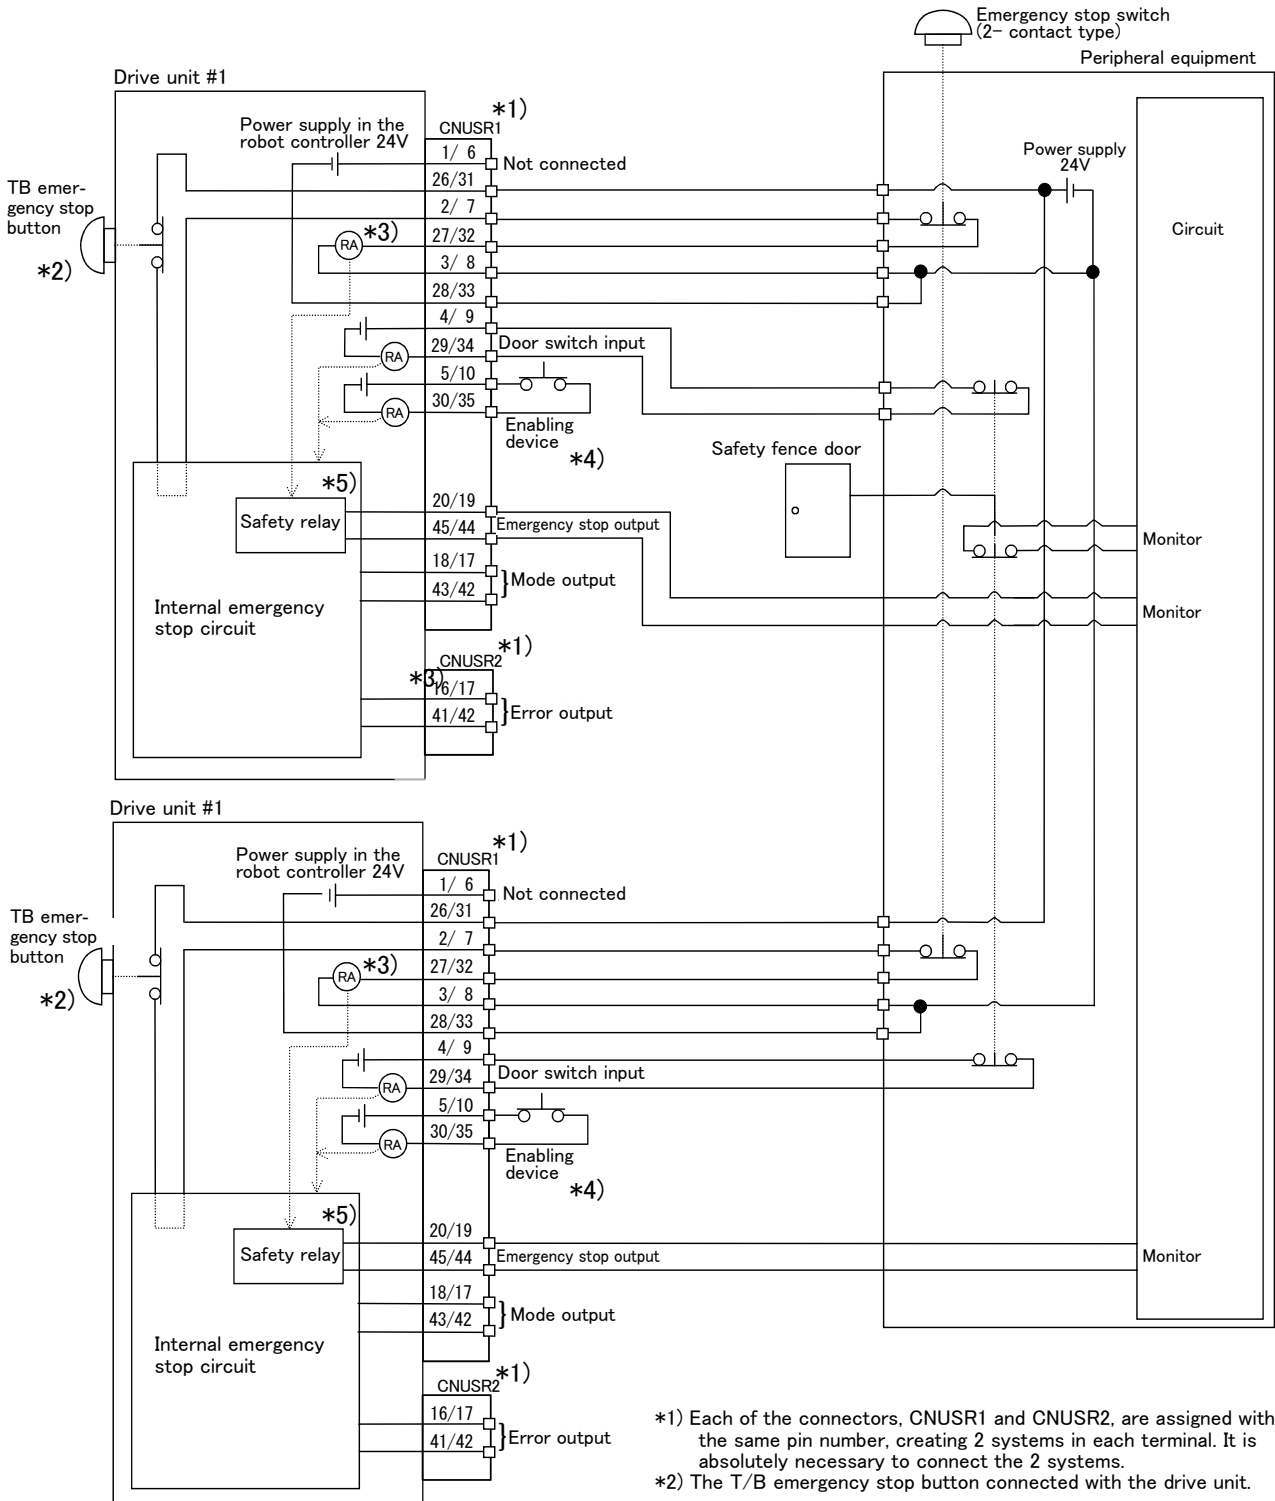 Emergency stop switch
(2- contact type)
Peripheral equipment
Drive unit #1
*1)
CNUSR1
Power supply in the
robot controller 24V
1/ 6
Not connected
26/31
2/ 7
27/32
3/ 8
28/33
4/ 9
29/34
Door switch input
5/10
30/35
Enabling
device
*4)
TB emer-
gency stop
button
*2)
RA
*3)
RA
RA
Power supply
24V
Circuit
Safety fence door
*5)
Safety relay
20/19
45/44
Emergency stop output
18/17
43/42
}Mode output
Monitor
Monitor
Internal emergency
stop circuit
*1)
CNUSR2
*3)
16/17
41/42
}Error output
Drive unit #1
*1)
CNUSR1
Power supply in the
robot controller 24V
1/ 6
Not connected
26/31
2/ 7
27/32
3/ 8
28/33
4/ 9
29/34
Door switch input
5/10
30/35
Enabling
device
*4)
TB emer-
gency stop
button
*2)
RA
*3)
RA
RA
*5)
Safety relay
20/19
45/44
Emergency stop output
Monitor
18/17
43/42
}Mode output
Internal emergency
stop circuit
*1)
CNUSR2
16/17
41/42
}Error output
*1) Each of the connectors, CNUSR1 and CNUSR2, are assigned with
the same pin number, creating 2 systems in each terminal. It is
absolutely necessary to connect the 2 systems.
*2) The T/B emergency stop button connected with the drive unit.